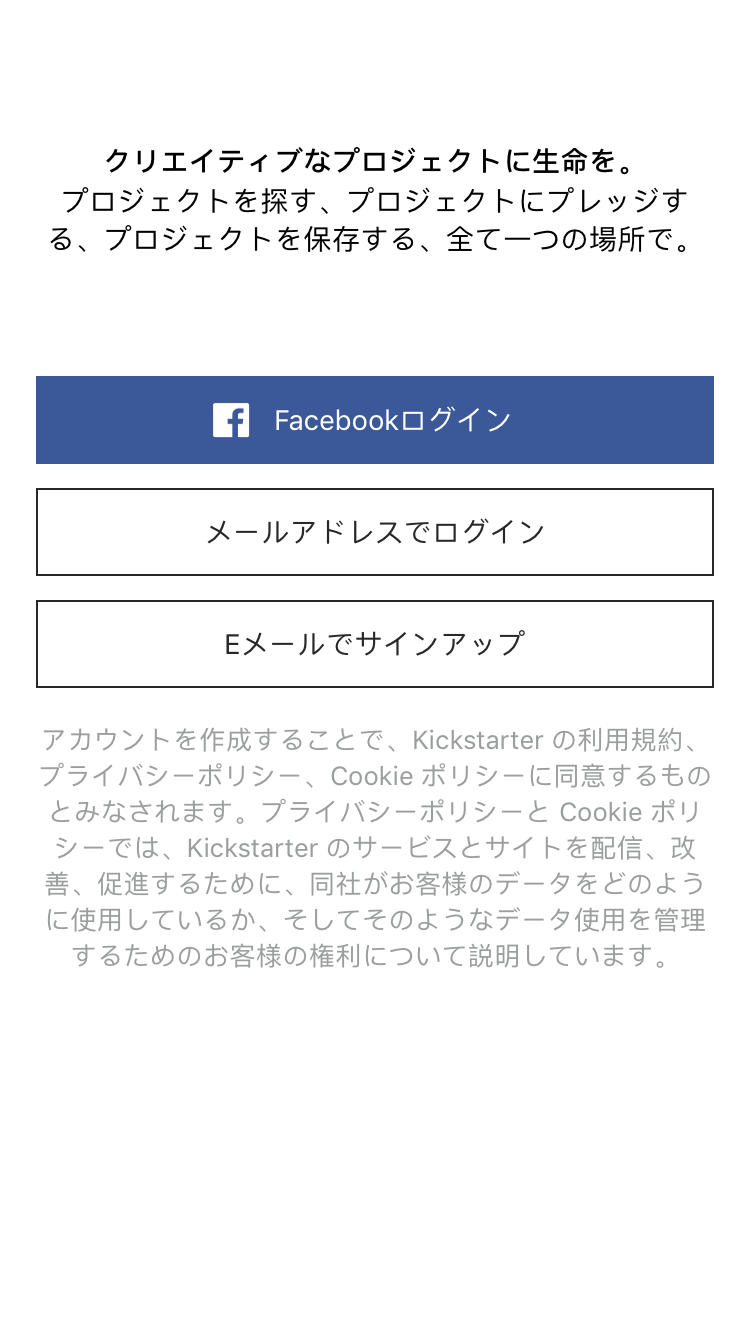 クリエイティブなプロジェクトに生命を。
プロジェクトを探す、プロジェクトにプレッジす
る、プロジェクトを保存する、全て一つの場所で。
Facebookログイン
メールアドレスでログイン
Eメールでサインアップ
アカウントを作成することで、Kickstarter の利用規約、
プライバシーポリシー、Cookie ポリシーに同意するもの
とみなされます。プライバシーポリシーと Cookie ポリ
シーでは、Kickstarter のサービスとサイトを配信、改
善、促進するために、同社がお客様のデータをどのよう
に使用しているか、そしてそのようなデータ使用を管理
するためのお客様の権利について説明しています。